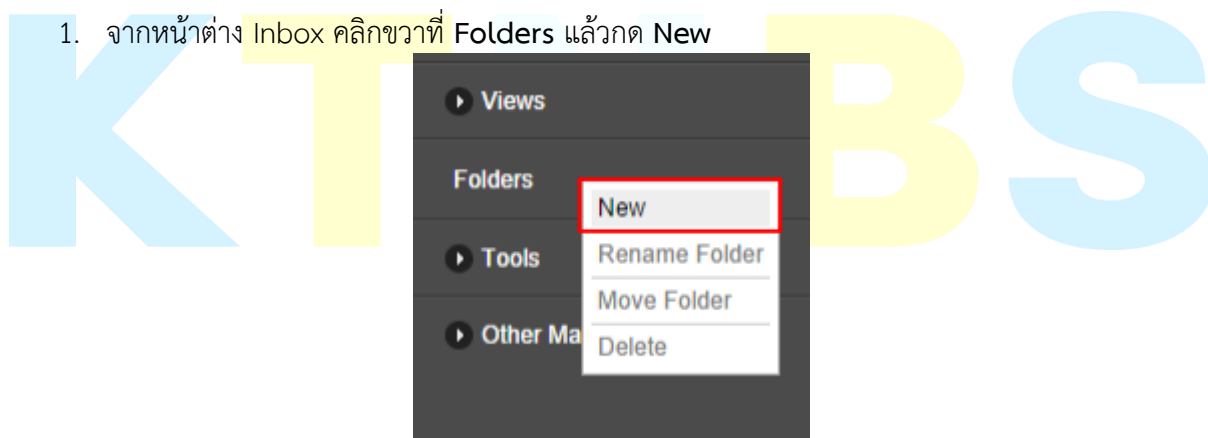 1. จากหน้าต่าง Inbox คลิกขวาที่ Folders แล้วกด New
Views
Folders
New
Tools
Rename Folder
Move Folder
Other Ma
Delete